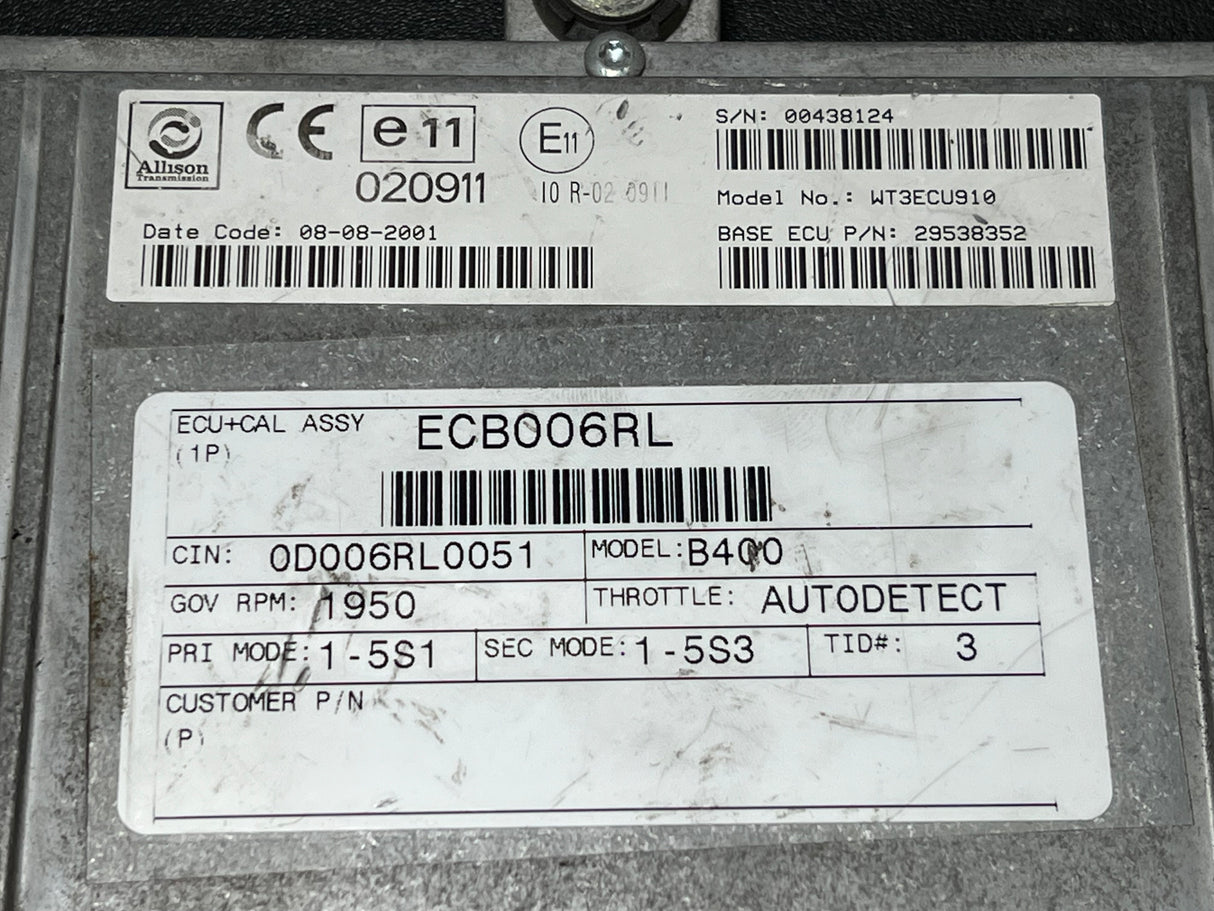 Allison
Transmission
CE
e 11
020911
E11
10 R-02 0911
S/N: 00438124
Model No.: WT3ECU910
Date Code: 08-08-2001
BASE ECU P/N: 29538352
ECU+CAL ASSY
(1P)
ECB006RL
CIN: 0D006RL0051
MODEL: B400
GOV RPM: 1950
THROTTLE: AUTODETECT
PRI MODE: 1-5S1
SEC MODE: 1-5S3
TID#: 3
CUSTOMER P/N
(P)